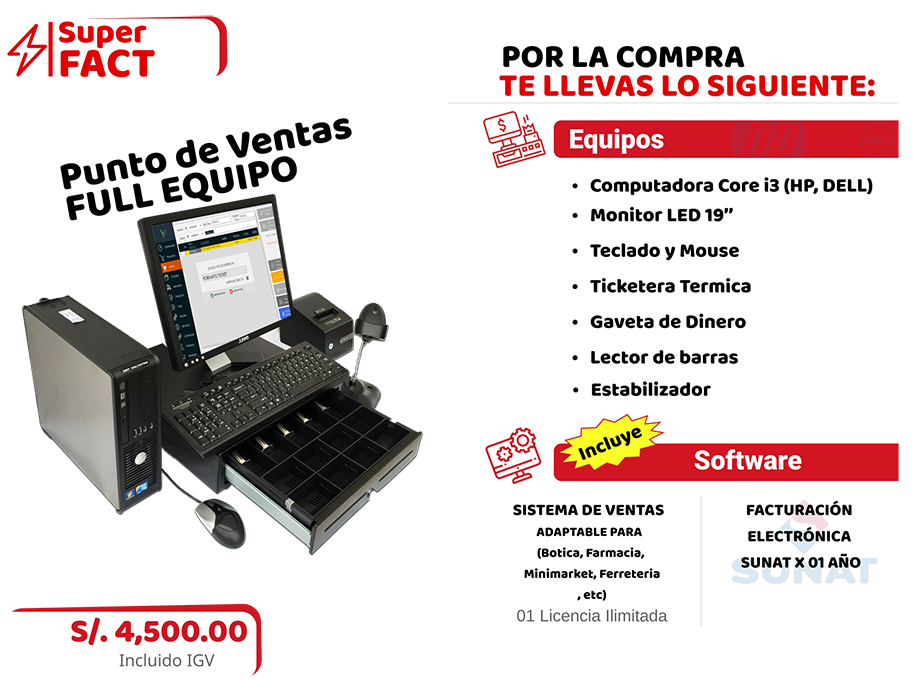 Super
FACT
Punto de Ventas
FULL EQUIPO
S/. 4,500.00
Incluido IGV
POR LA COMPRA
TE LLEVAS LO SIGUIENTE:
Equipos
• Computadora Core i3 (HP, DELL)
• Monitor LED 19”
• Teclado y Mouse
• Ticketera Termica
• Gaveta de Dinero
• Lector de barras
• Estabilizador
Incluye
Software
SISTEMA DE VENTAS
ADAPTABLE PARA
(Botica, Farmacia,
Minimarket, Ferreteria
, etc)
01 Licencia Ilimitada
FACTURACIÓN
ELECTRÓNICA
SUNAT X 01 AÑO
SUNAT